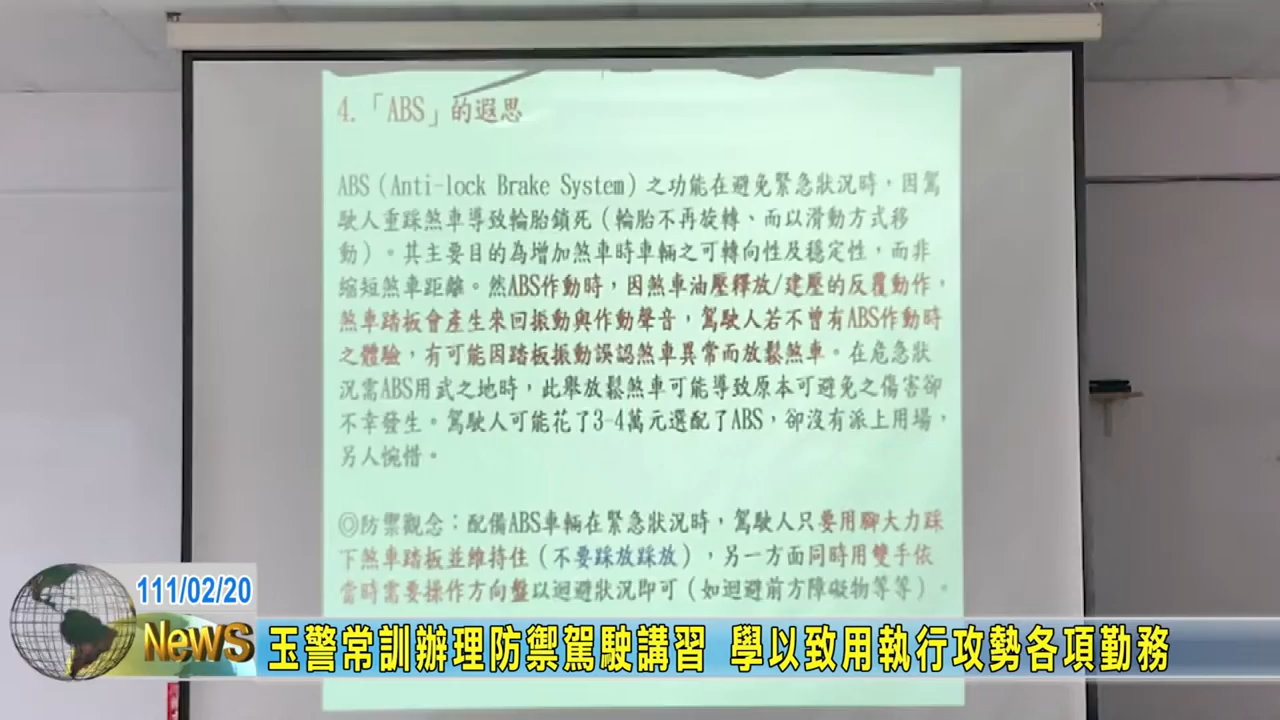 4.「ABS」的遐思
ABS（Anti-lock Brake System）之功能在避免緊急狀況時，因駕
駛人重踩煞車導致輪胎鎖死（輪胎不再旋轉、而以滑動方式移
動）。其主要目的為增加煞車時車輛之可轉向性及穩定性，而非
縮短煞車距離。然ABS作動時，因煞車油壓釋放/建壓的反覆動作，
煞車踏板會產生來回振動與作動聲音，駕駛人若不曾有ABS作動時
之體驗，有可能因踏板振動誤認煞車異常而放鬆煞車。在危急狀
況需ABS用武之地時，此舉放鬆煞車可能導致原本可避免之傷害卻
不幸發生。駕駛人可能花了3-4萬元選配了ABS，卻沒有派上用場，
另人惋惜。
◎防禦觀念：配備ABS車輛在緊急狀況時，駕駛人只要用腳大力踩
下煞車踏板並維持住（不要踩放踩放），另一方面同時用雙手依
當時需要操作方向盤以迴避狀況即可（如迴避前方障礙物等等）。
111/02/20
NewS 玉警常訓辦理防禦駕駛講習 學以致用執行攻勢各項勤務